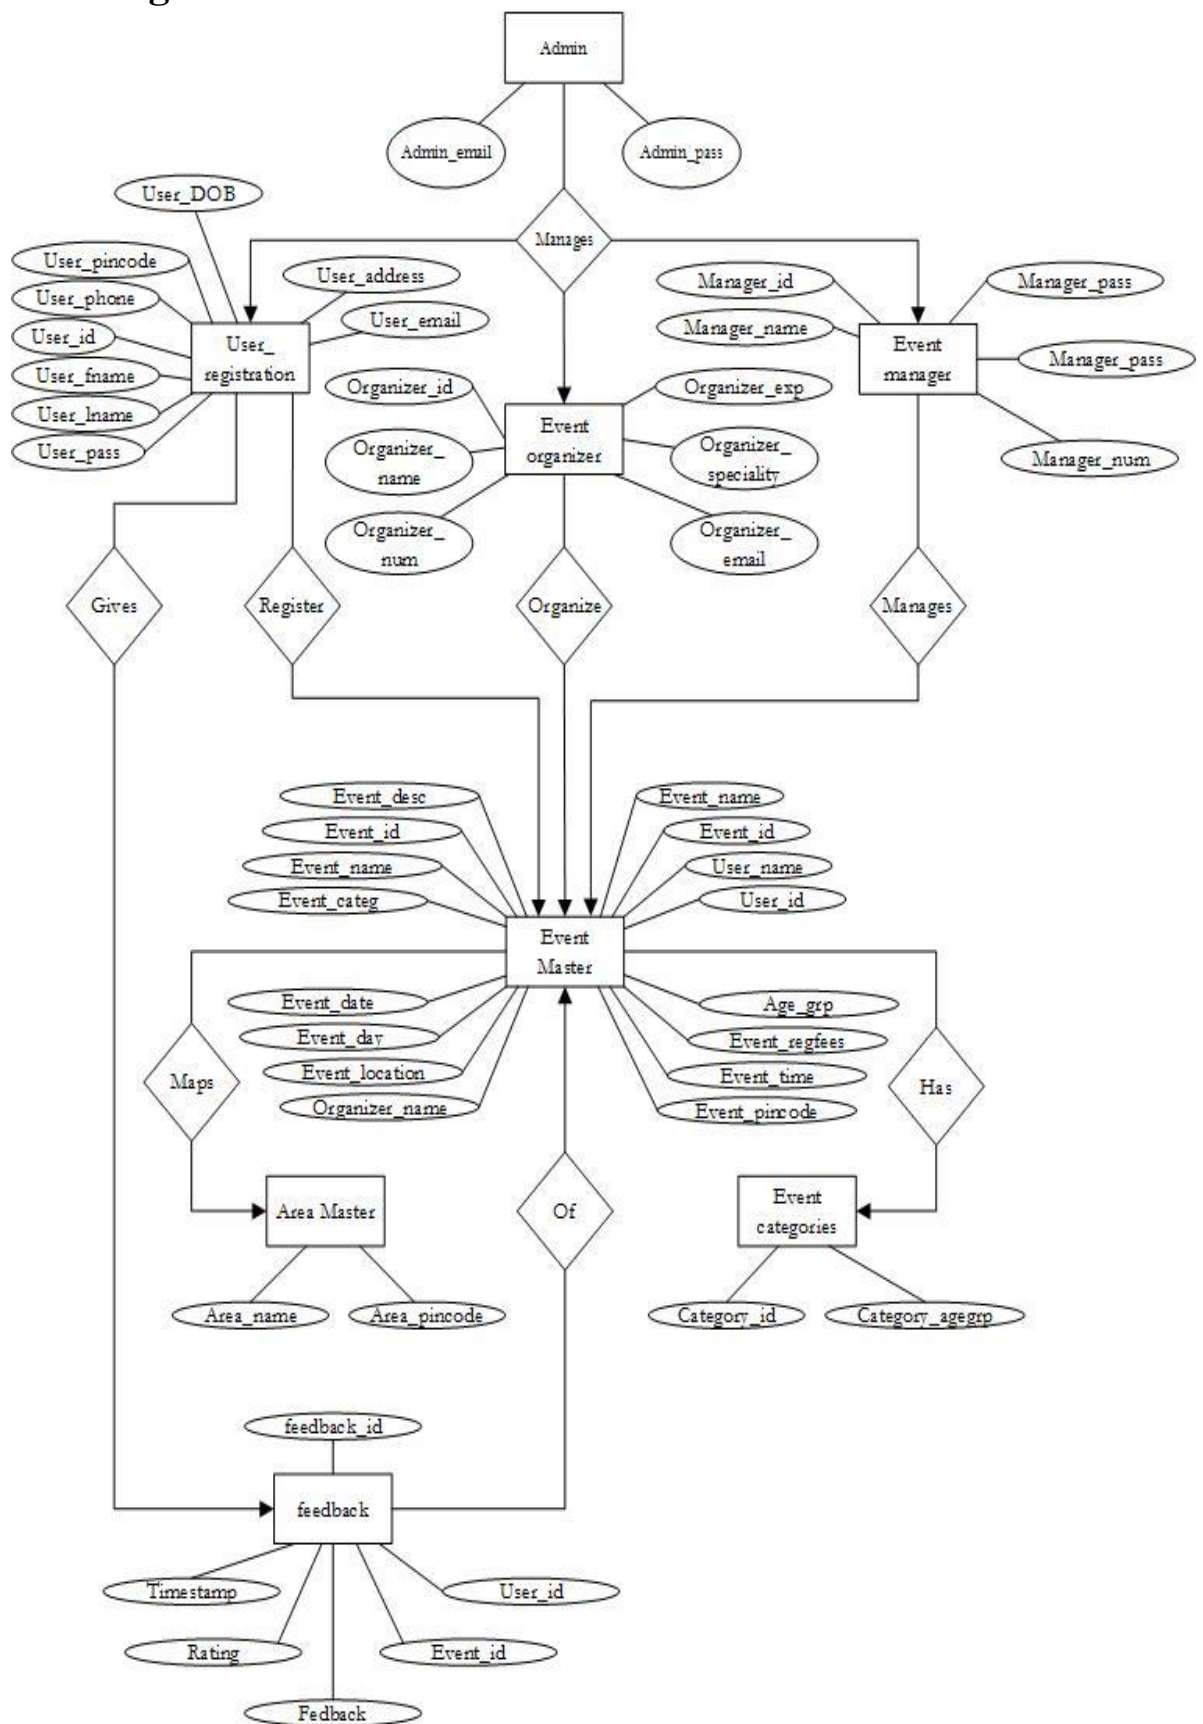 Admin
Admin_email
Admin_pass
User_DOB
Manages
User_pincode
User_address
Manager_id
Manager_pass
User_phone
User_email
Manager_name
User_id
User_
registration
Event
manager
Manager_pass
User_fname
Organizer_id
Organizer_exp
User_lname
Event
organizer
User_pass
Organizer_
name
Organizer_
speciality
Manager_num
Organizer_
num
Organizer_
email
Gives
Register
Organize
Manages
Event_desc
Event_name
Event_id
Event_id
Event_name
User_name
Event_categ
User_id
Event
Master
Event_date
Age_grp
Event_day
Event_regfees
Event_location
Event_time
Maps
Has
Organizer_name
Event_pincode
Area Master
Of
Event
categories
Area_name
Area_pincode
Category_id
Category_agegrp
feedback_id
feedback
Timestamp
User_id
Rating
Event_id
Fedback